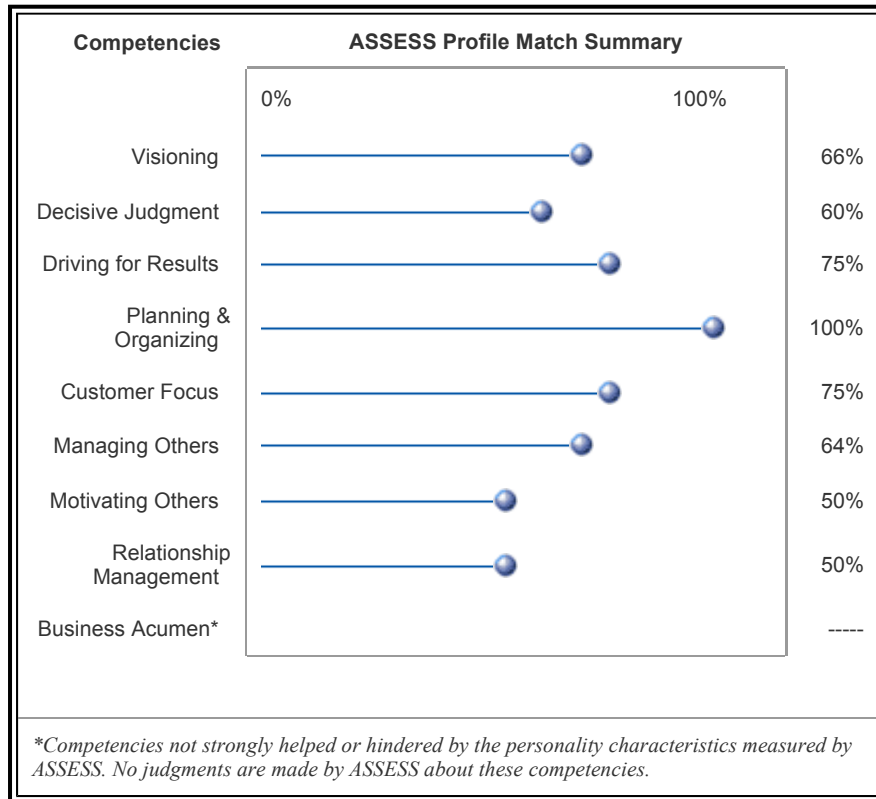 Competencies ASSESS Profile Match Summary
0% 100%
Visioning 66%
Decisive Judgment 60%
Driving for Results 75%
Planning &
Organizing 100%
Customer Focus 75%
Managing Others 64%
Motivating Others 50%
Relationship
Management 50%
Business Acumen* -----
*Competencies not strongly helped or hindered by the personality characteristics measured by
ASSESS. No judgments are made by ASSESS about these competencies.